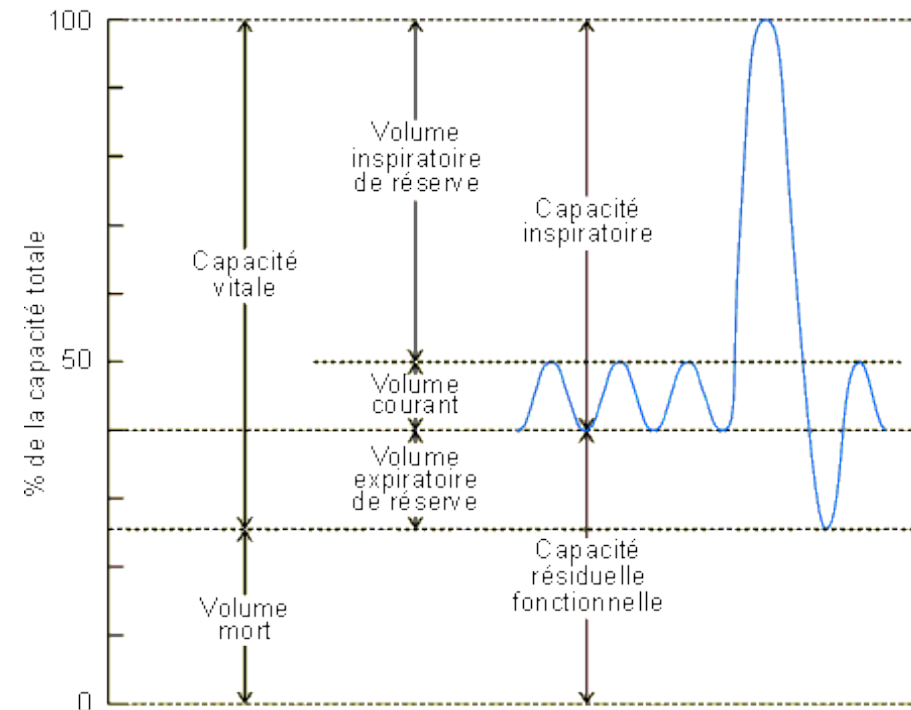 % de la capacité totale
100
50
0
Capacité
vitale
Volume
mort
Volume
inspiratoire
de réserve
Volume
courant
Volume
expiratoire
de réserve
Capacité
inspiratoire
Capacité
résiduelle
fonctionnelle